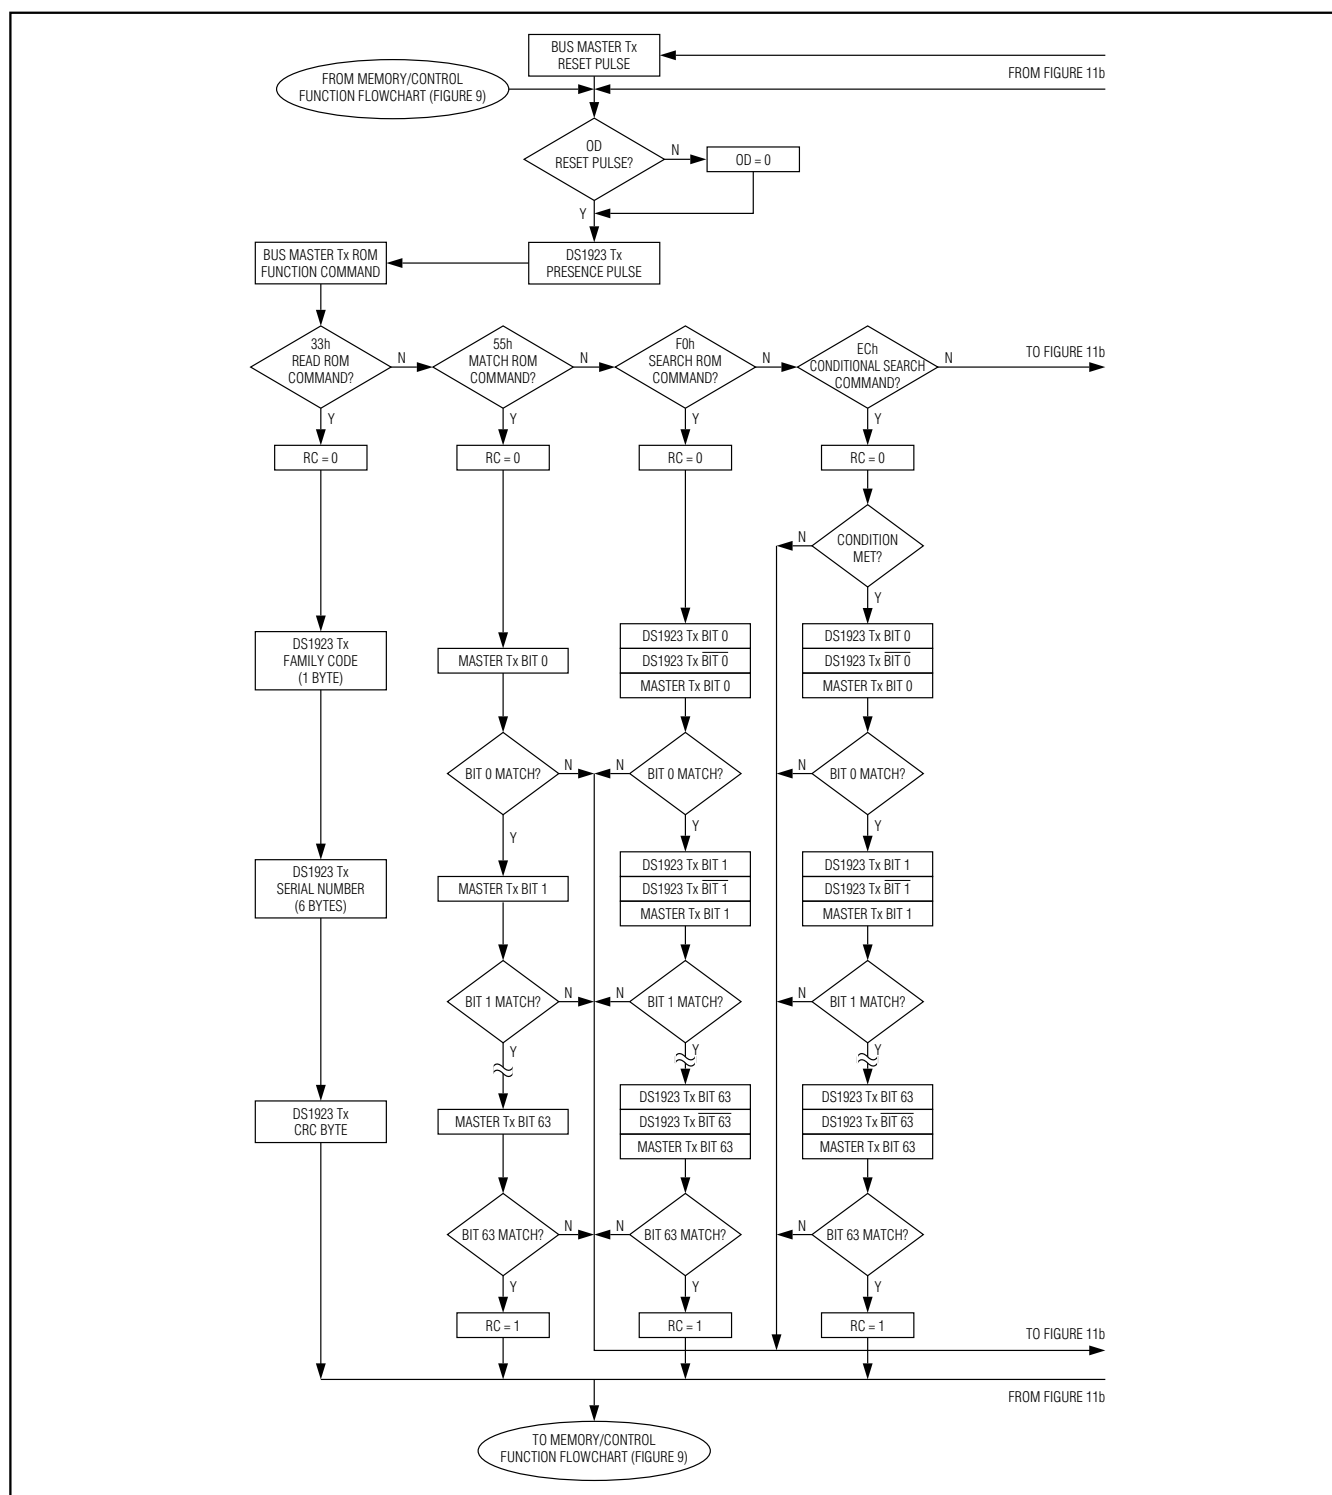 BUS MASTER Tx
RESET PULSE
FROM FIGURE 11b
FROM MEMORY/CONTROL
FUNCTION FLOWCHART (FIGURE 9)
OD
RESET PULSE?
N
OD = 0
Y
BUS MASTER Tx ROM
FUNCTION COMMAND
DS1923 Tx
PRESENCE PULSE
33h
READ ROM
COMMAND?
N
55h
MATCH ROM
COMMAND?
N
F0h
SEARCH ROM
COMMAND?
N
ECh
CONDITIONAL SEARCH
COMMAND?
N
TO FIGURE 11b
Y
Y
Y
Y
RC = 0
RC = 0
RC = 0
RC = 0
N
CONDITION
MET?
Y
DS1923 Tx
FAMILY CODE
(1 BYTE)
MASTER Tx BIT 0
DS1923 Tx BIT 0
DS1923 Tx B̅I̅T̅ ̅0̅
MASTER Tx BIT 0
DS1923 Tx BIT 0
DS1923 Tx B̅I̅T̅ ̅0̅
MASTER Tx BIT 0
BIT 0 MATCH?
N
N
BIT 0 MATCH?
N
BIT 0 MATCH?
Y
Y
Y
DS1923 Tx
SERIAL NUMBER
(6 BYTES)
MASTER Tx BIT 1
DS1923 Tx BIT 1
DS1923 Tx B̅I̅T̅ ̅1̅
MASTER Tx BIT 1
DS1923 Tx BIT 1
DS1923 Tx B̅I̅T̅ ̅1̅
MASTER Tx BIT 1
BIT 1 MATCH?
N
N
BIT 1 MATCH?
N
BIT 1 MATCH?
Y
Y
Y
DS1923 Tx
CRC BYTE
MASTER Tx BIT 63
DS1923 Tx BIT 63
DS1923 Tx B̅I̅T̅ ̅6̅3̅
MASTER Tx BIT 63
DS1923 Tx BIT 63
DS1923 Tx B̅I̅T̅ ̅6̅3̅
MASTER Tx BIT 63
BIT 63 MATCH?
N
N
BIT 63 MATCH?
N
BIT 63 MATCH?
Y
Y
Y
RC = 1
RC = 1
RC = 1
TO FIGURE 11b
FROM FIGURE 11b
TO MEMORY/CONTROL
FUNCTION FLOWCHART (FIGURE 9)